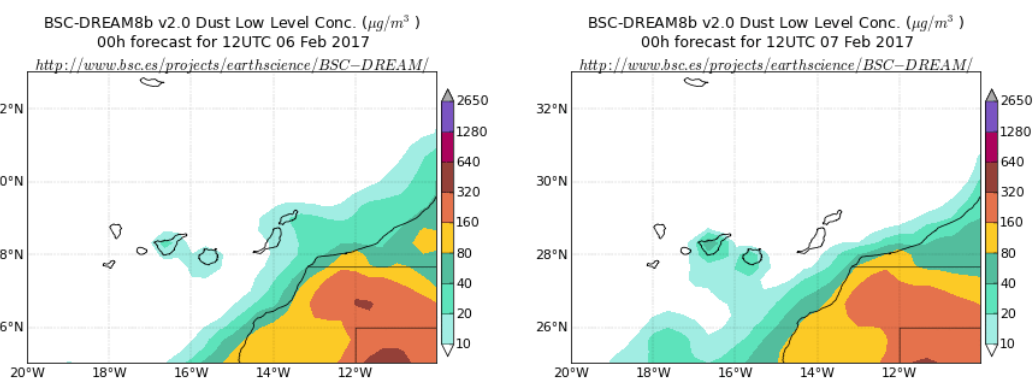 BSC-DREAM8b v2.0 Dust Low Level Conc. (μg/m³ )
00h forecast for 12UTC 06 Feb 2017
http://www.bsc.es/projects/earthscience/BSC−DREAM/
2°N
0°N
28°N
26°N
20°W 18°W 16°W 14°W 12°W
2650
1280
640
320
160
80
40
20
10
BSC-DREAM8b v2.0 Dust Low Level Conc. (μg/m³ )
00h forecast for 12UTC 07 Feb 2017
http://www.bsc.es/projects/earthscience/BSC−DREAM/
32°N
30°N
28°N
26°N
20°W 18°W 16°W 14°W 12°W
2650
1280
640
320
160
80
40
20
10